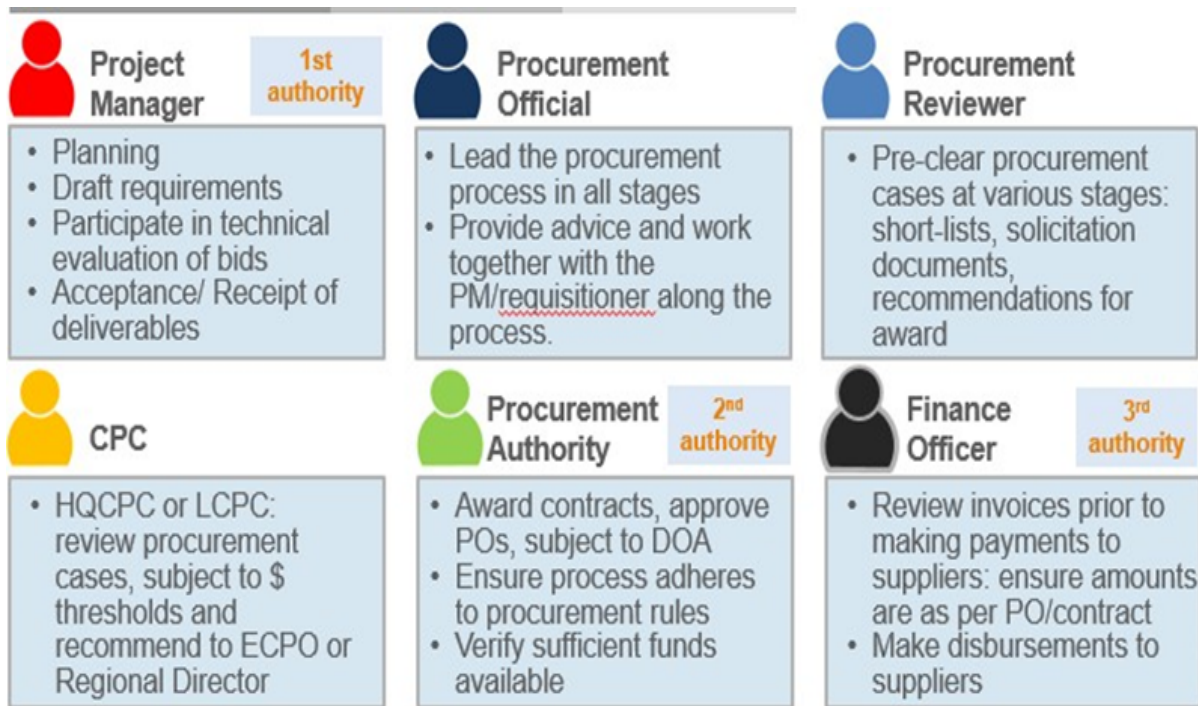 Project
Manager
1st
authority
• Planning
• Draft requirements
• Participate in technical
evaluation of bids
• Acceptance/ Receipt of
deliverables
Procurement
Official
• Lead the procurement
process in all stages
• Provide advice and work
together with the
PM/requisitioner along the
process.
Procurement
Reviewer
• Pre-clear procurement
cases at various stages:
short-lists, solicitation
documents,
recommendations for
award
CPC
• HQCPC or LCPC:
review procurement
cases, subject to $
thresholds and
recommend to ECPO or
Regional Director
Procurement
Authority
2nd
authority
• Award contracts, approve
POs, subject to DOA
• Ensure process adheres
to procurement rules
• Verify sufficient funds
available
Finance
Officer
3rd
authority
• Review invoices prior to
making payments to
suppliers: ensure amounts
are as per PO/contract
• Make disbursements to
suppliers